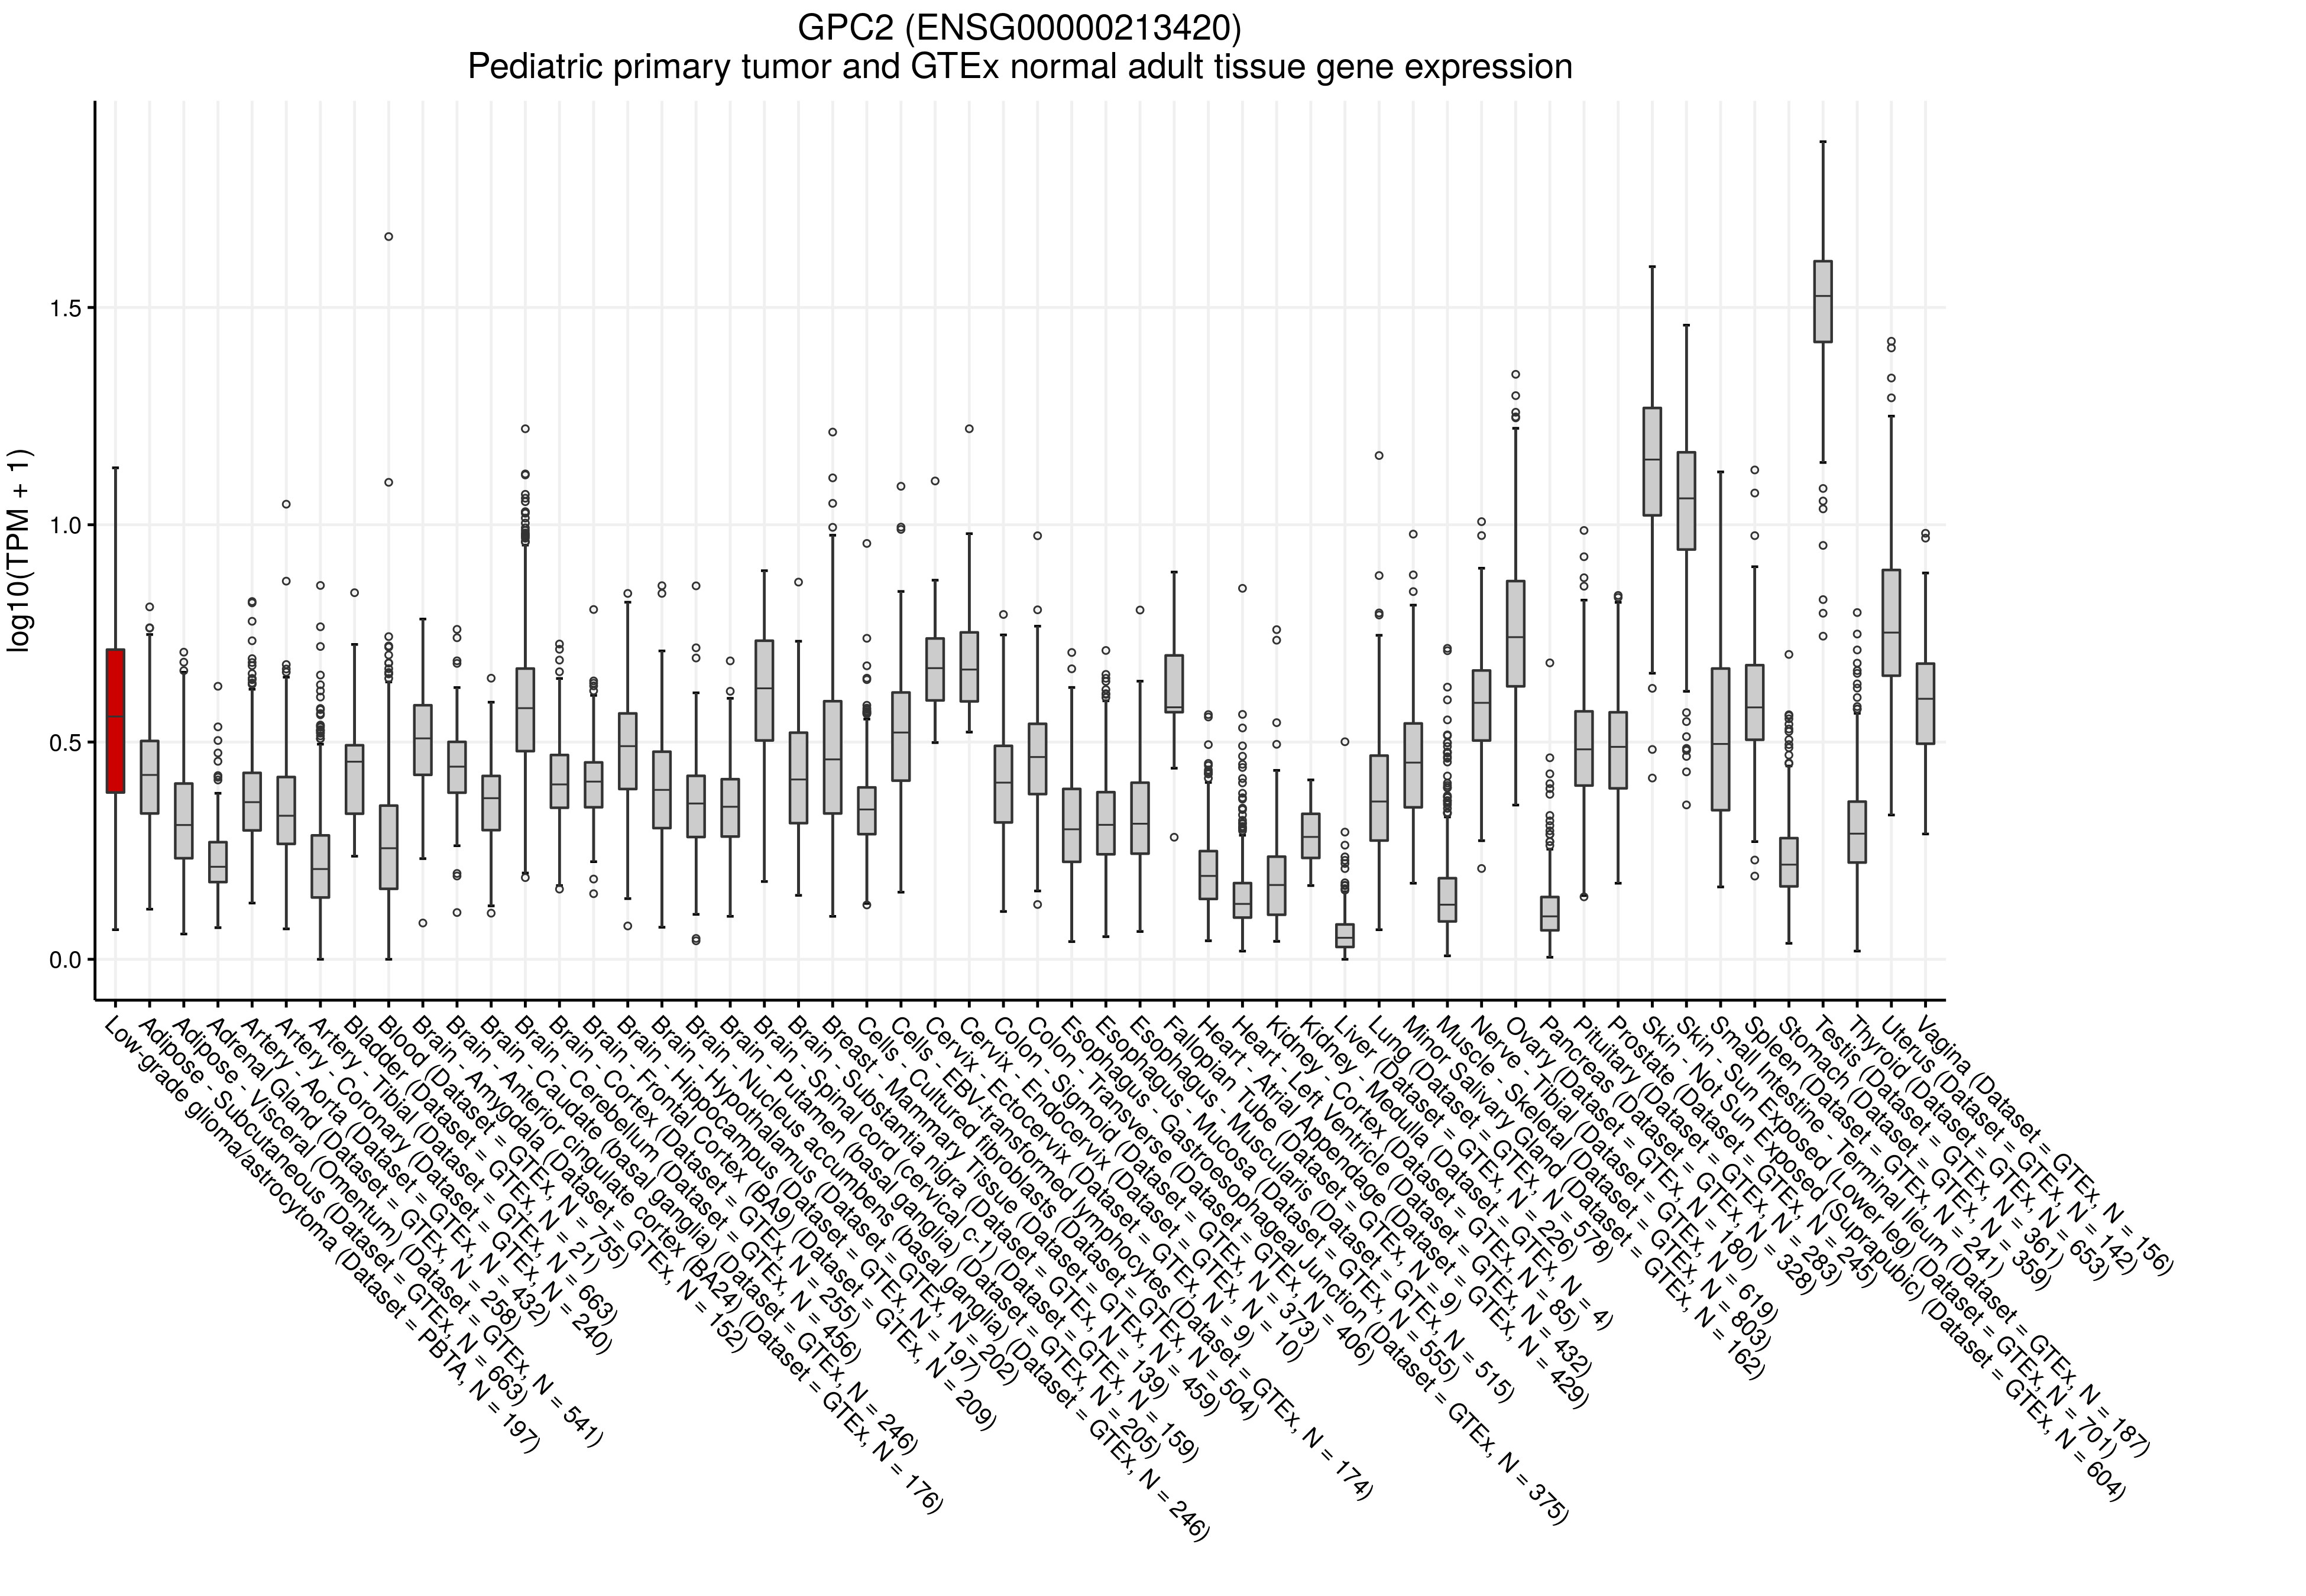 GPC2 (ENSG00000213420)
Pediatric primary tumor and GTEx normal adult tissue gene expression
log10(TPM + 1)
1.5
1.0
0.5
0.0
Low-grade glioma/astrocytoma (Dataset = PBTA, N = 197)
Adipose - Subcutaneous (Dataset = GTEx, N = 663)
Adipose - Visceral (Omentum) (Dataset = GTEx, N = 541)
Adrenal Gland (Dataset = GTEx, N = 258)
Artery - Aorta (Dataset = GTEx, N = 432)
Artery - Coronary (Dataset = GTEx, N = 240)
Artery - Tibial (Dataset = GTEx, N = 663)
Bladder (Dataset = GTEx, N = 21)
Blood (Dataset = GTEx, N = 755)
Brain - Amygdala (Dataset = GTEx, N = 152)
Brain - Anterior cingulate cortex (BA24) (Dataset = GTEx, N = 176)
Brain - Caudate (basal ganglia) (Dataset = GTEx, N = 246)
Brain - Cerebellum (Dataset = GTEx, N = 456)
Brain - Cortex (Dataset = GTEx, N = 255)
Brain - Frontal Cortex (BA9) (Dataset = GTEx, N = 209)
Brain - Hippocampus (Dataset = GTEx, N = 197)
Brain - Hypothalamus (Dataset = GTEx, N = 202)
Brain - Nucleus accumbens (basal ganglia) (Dataset = GTEx, N = 246)
Brain - Putamen (basal ganglia) (Dataset = GTEx, N = 205)
Brain - Spinal cord (cervical c-1) (Dataset = GTEx, N = 159)
Brain - Substantia nigra (Dataset = GTEx, N = 139)
Breast - Mammary Tissue (Dataset = GTEx, N = 459)
Cells - Cultured fibroblasts (Dataset = GTEx, N = 504)
Cells - EBV-transformed lymphocytes (Dataset = GTEx, N = 174)
Cervix - Ectocervix (Dataset = GTEx, N = 9)
Cervix - Endocervix (Dataset = GTEx, N = 10)
Colon - Sigmoid (Dataset = GTEx, N = 373)
Colon - Transverse (Dataset = GTEx, N = 406)
Esophagus - Gastroesophageal Junction (Dataset = GTEx, N = 375)
Esophagus - Mucosa (Dataset = GTEx, N = 555)
Esophagus - Muscularis (Dataset = GTEx, N = 515)
Fallopian Tube (Dataset = GTEx, N = 9)
Heart - Atrial Appendage (Dataset = GTEx, N = 429)
Heart - Left Ventricle (Dataset = GTEx, N = 432)
Kidney - Cortex (Dataset = GTEx, N = 85)
Kidney - Medulla (Dataset = GTEx, N = 4)
Liver (Dataset = GTEx, N = 226)
Lung (Dataset = GTEx, N = 578)
Minor Salivary Gland (Dataset = GTEx, N = 162)
Muscle - Skeletal (Dataset = GTEx, N = 803)
Nerve - Tibial (Dataset = GTEx, N = 619)
Ovary (Dataset = GTEx, N = 180)
Pancreas (Dataset = GTEx, N = 328)
Pituitary (Dataset = GTEx, N = 283)
Prostate (Dataset = GTEx, N = 245)
Skin - Not Sun Exposed (Suprapubic) (Dataset = GTEx, N = 604)
Skin - Sun Exposed (Lower leg) (Dataset = GTEx, N = 701)
Small Intestine - Terminal Ileum (Dataset = GTEx, N = 187)
Spleen (Dataset = GTEx, N = 241)
Stomach (Dataset = GTEx, N = 359)
Testis (Dataset = GTEx, N = 361)
Thyroid (Dataset = GTEx, N = 653)
Uterus (Dataset = GTEx, N = 142)
Vagina (Dataset = GTEx, N = 156)